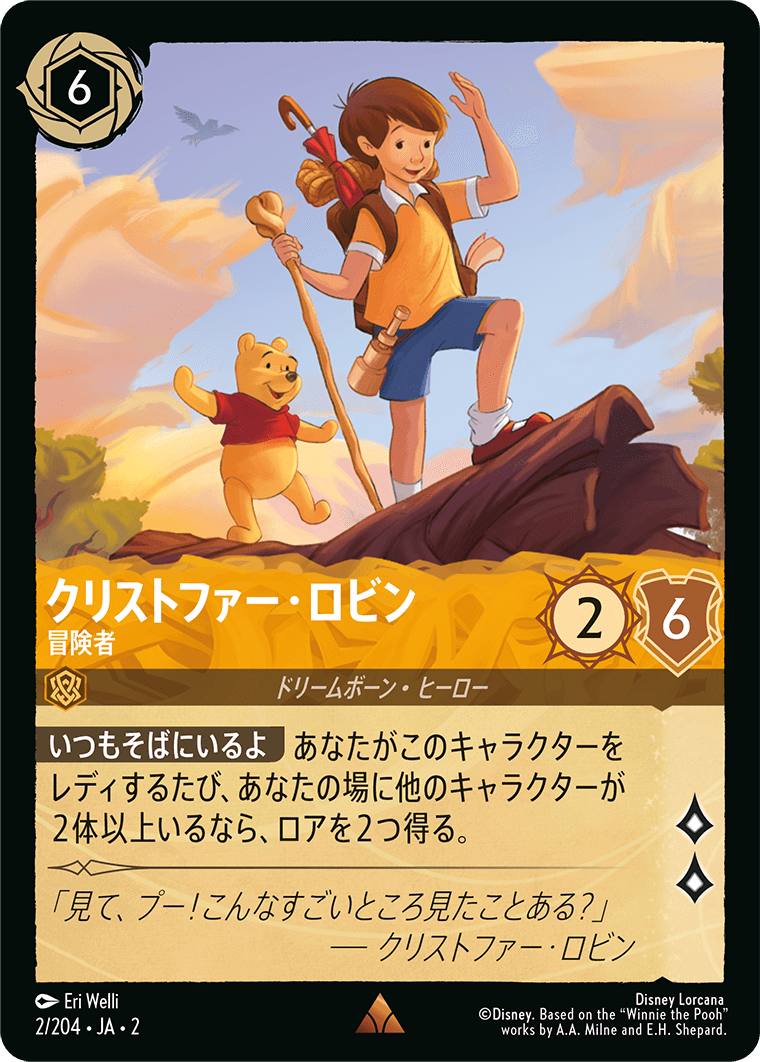 6
クリストファー・ロビン
冒険者
2
6
ドリームボーン・ヒーロー
いつもそばにいるよ あなたがこのキャラクターを
レディするたび、あなたの場に他のキャラクターが
2体以上いるなら、ロアを2つ得る。
「見て、プー！こんなすごいところ見たことある？」
— クリストファー・ロビン
Eri Welli
Disney Lorcana
2/204・JA・2
©Disney. Based on the “Winnie the Pooh”
works by A.A. Milne and E.H. Shepard.